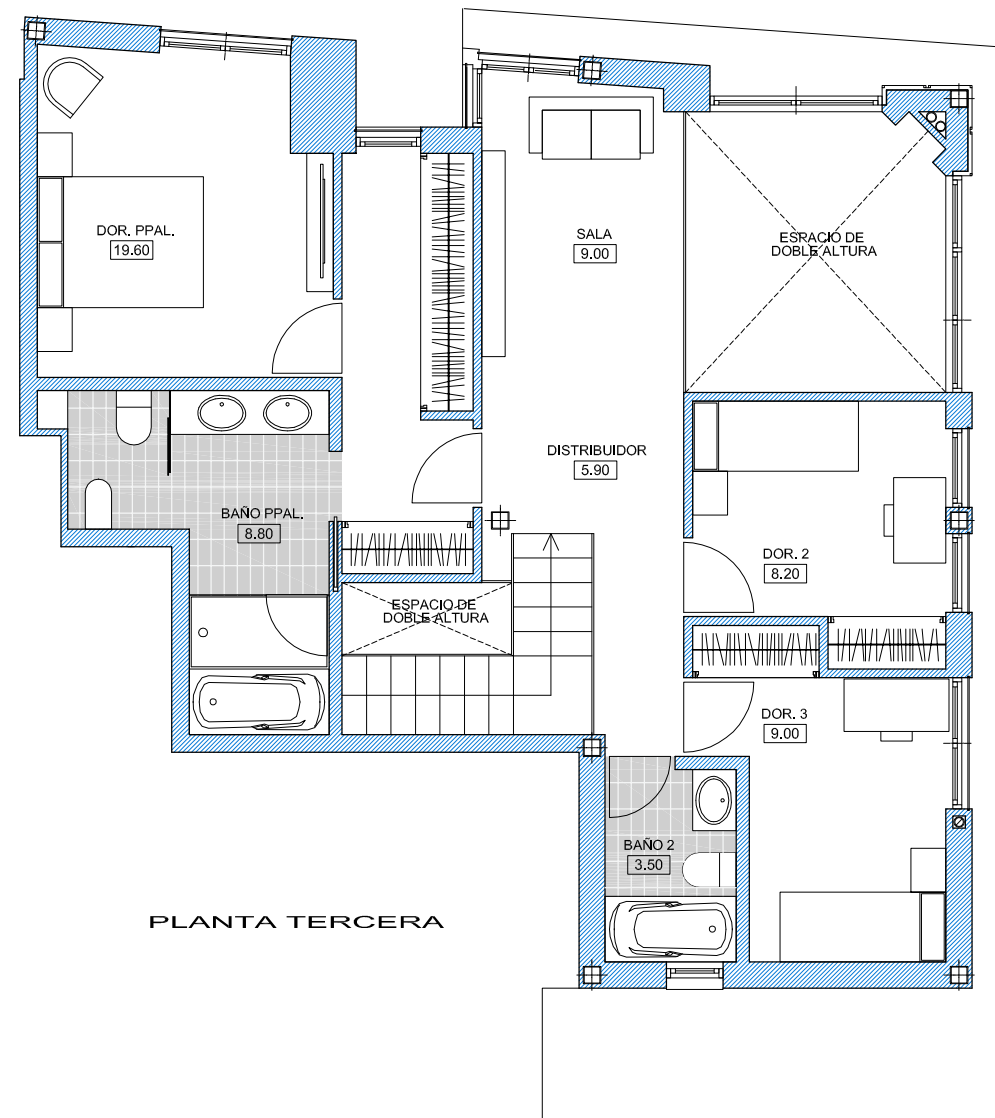 DOR. PPAL.
19.60
SALA
9.00
ESPACIO DE
DOBLE ALTURA
DISTRIBUIDOR
5.90
BAÑO PPAL.
8.80
DOR. 2
8.20
ESPACIO DE
DOBLE ALTURA
DOR. 3
9.00
BAÑO 2
3.50
PLANTA TERCERA